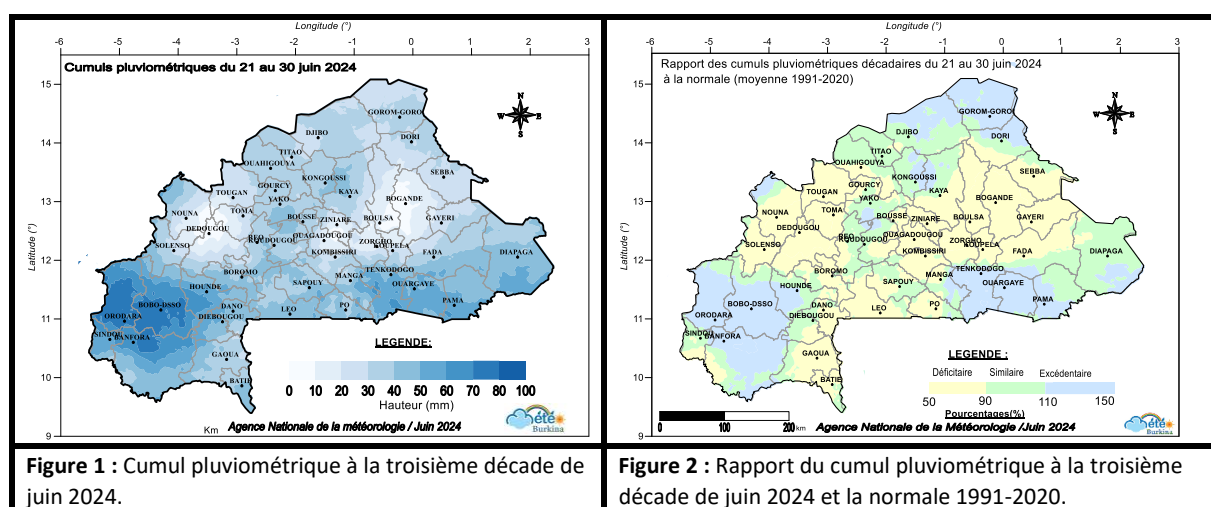 Longitude (°)
-6 -5 -4 -3 -2 -1 0 1 2 3
Cumuls pluviométriques du 21 au 30 juin 2024
15
14
13
12
11
10
9
Latitude (°)
N
W E
S
GOROM-GORO
DJIBO
DORI
TITAO
OUAHIGOUYA
KONGOUSSI
SEBBA
TOUGAN
GOURCY
KAYA
YAKO
BOGANDE
NOUNA
TOMA
BOUSSE
ZINIARE
BOULSA
GAYERI
DEDOUGOU
OUAGADOUGOU
SOLENSO
KOUDOUGOU
ZORGHO
KOUPELA
KOMBISSIRI
FADA
DIAPAGA
BOROMO
MANGA
TENKODOGO
HOUNDE
SAPOUY
OUARGAYE
BOBO-DSSO
DANO
LEO
PO
PAMA
ORODARA
DIEBOUGOU
SINDOU
BANFORA
GAOUA
BATIE
LEGENDE:
0 10 20 30 40 50 60 70 80 100
Hauteur (mm)
Km
Agence Nationale de la météorologie / Juin 2024
été
Burkina
Figure 1 : Cumul pluviométrique à la troisième décade de
juin 2024.
Longitude (°)
-6 -5 -4 -3 -2 -1 0 1 2 3
Rapport des cumuls pluviométriques décadaires du 21 au 30 juin 2024
à la normale (moyenne 1991-2020)
15
14
13
12
11
10
9
Latitude (°)
N
W E
S
GOROM-GORO
DJIBO
DORI
TITAO
OUAHIGOUYA
KONGOUSSI
SEBBA
TOUGAN
GOURCY
KAYA
YAKO
BOGANDE
NOUNA
TOMA
BOUSSE
ZINIARE
BOULSA
GAYERI
DEDOUGOU
OUAGADOUGOU
REO
KOUDOUGOU
ZORGHO
SOLENSO
KOUPELA
KOMBISSIRI
FADA
DIAPAGA
BOROMO
MANGA
TENKODOGO
HOUNDE
SAPOUY
OUARGAYE
BOBO-DSSO
DANO
LEO
PO
PAMA
ORODARA
DIEBOUGOU
SINDOU
BANFORA
GAOUA
BATIE
LEGENDE :
Déficitaire Similaire Excédentaire
50 90 110 150
Pourcentages(%)
0 100 200 km
Agence Nationale de la Météorologie /Juin 2024
été
Burkina
Figure 2 : Rapport du cumul pluviométrique à la troisième
décade de juin 2024 et la normale 1991-2020.